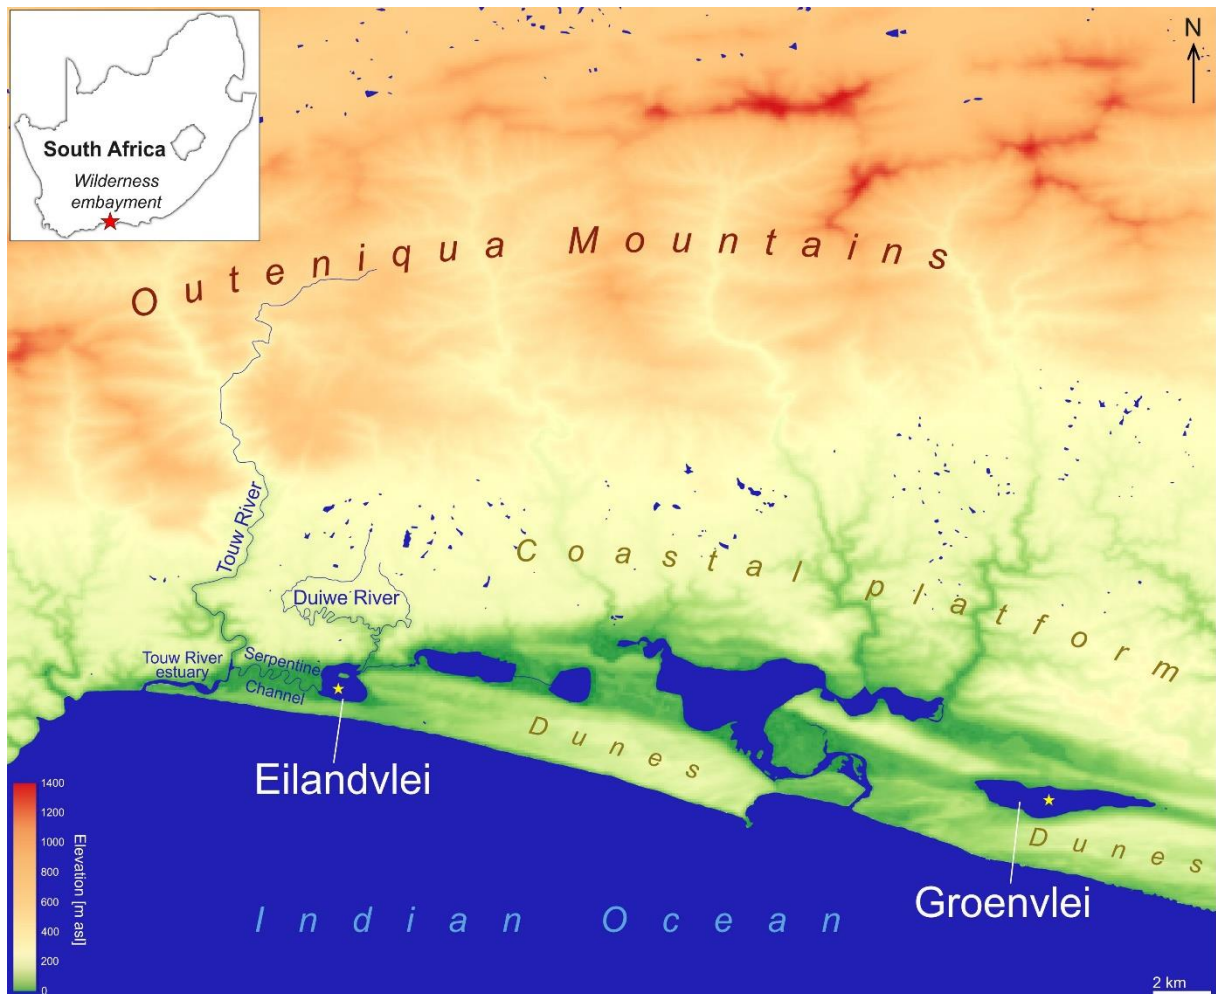 N
South Africa
Wilderness
embayment
Outeniqua Mountains
Touw River
Coastal platform
Duiwe River
Touw River
estuary
Serpentine
Channel
Dunes
Eilandvlei
Dunes
Groenvlei
Indian Ocean
1400
1200
1000
800
600
400
200
0
Elevation [m asl]
2 km